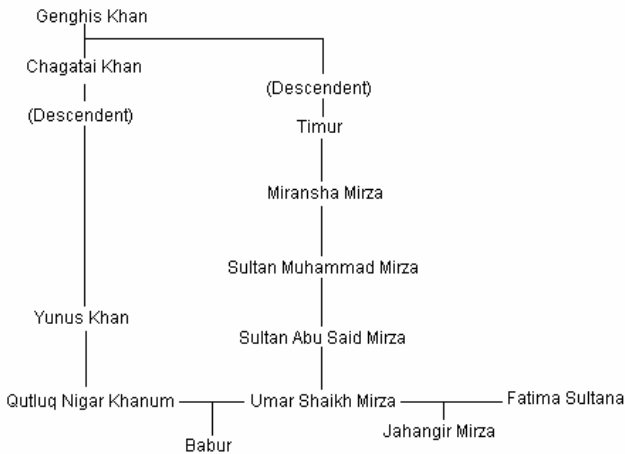 Genghis Khan
Chagatai Khan
(Descendent)
(Descendent)
Timur
Miransha Mirza
Sultan Muhammad Mirza
Yunus Khan
Sultan Abu Said Mirza
Qutluq Nigar Khanum
Umar Shaikh Mirza
Fatima Sultana
Babur
Jahangir Mirza